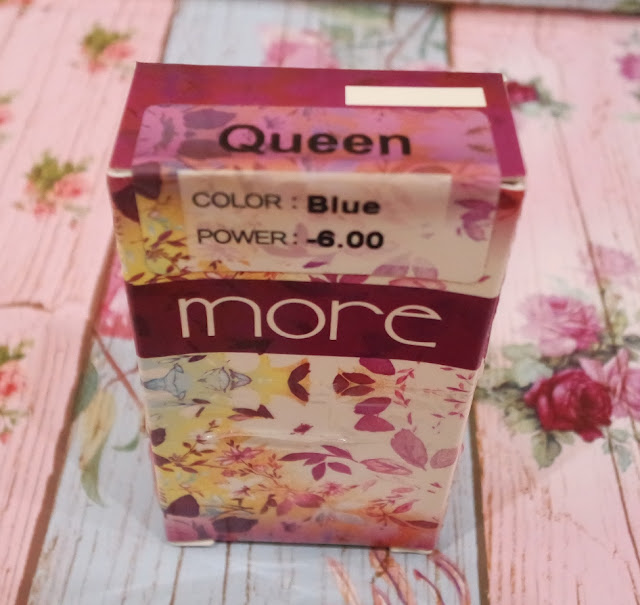 Queen
COLOR : Blue
POWER : -6.00
more